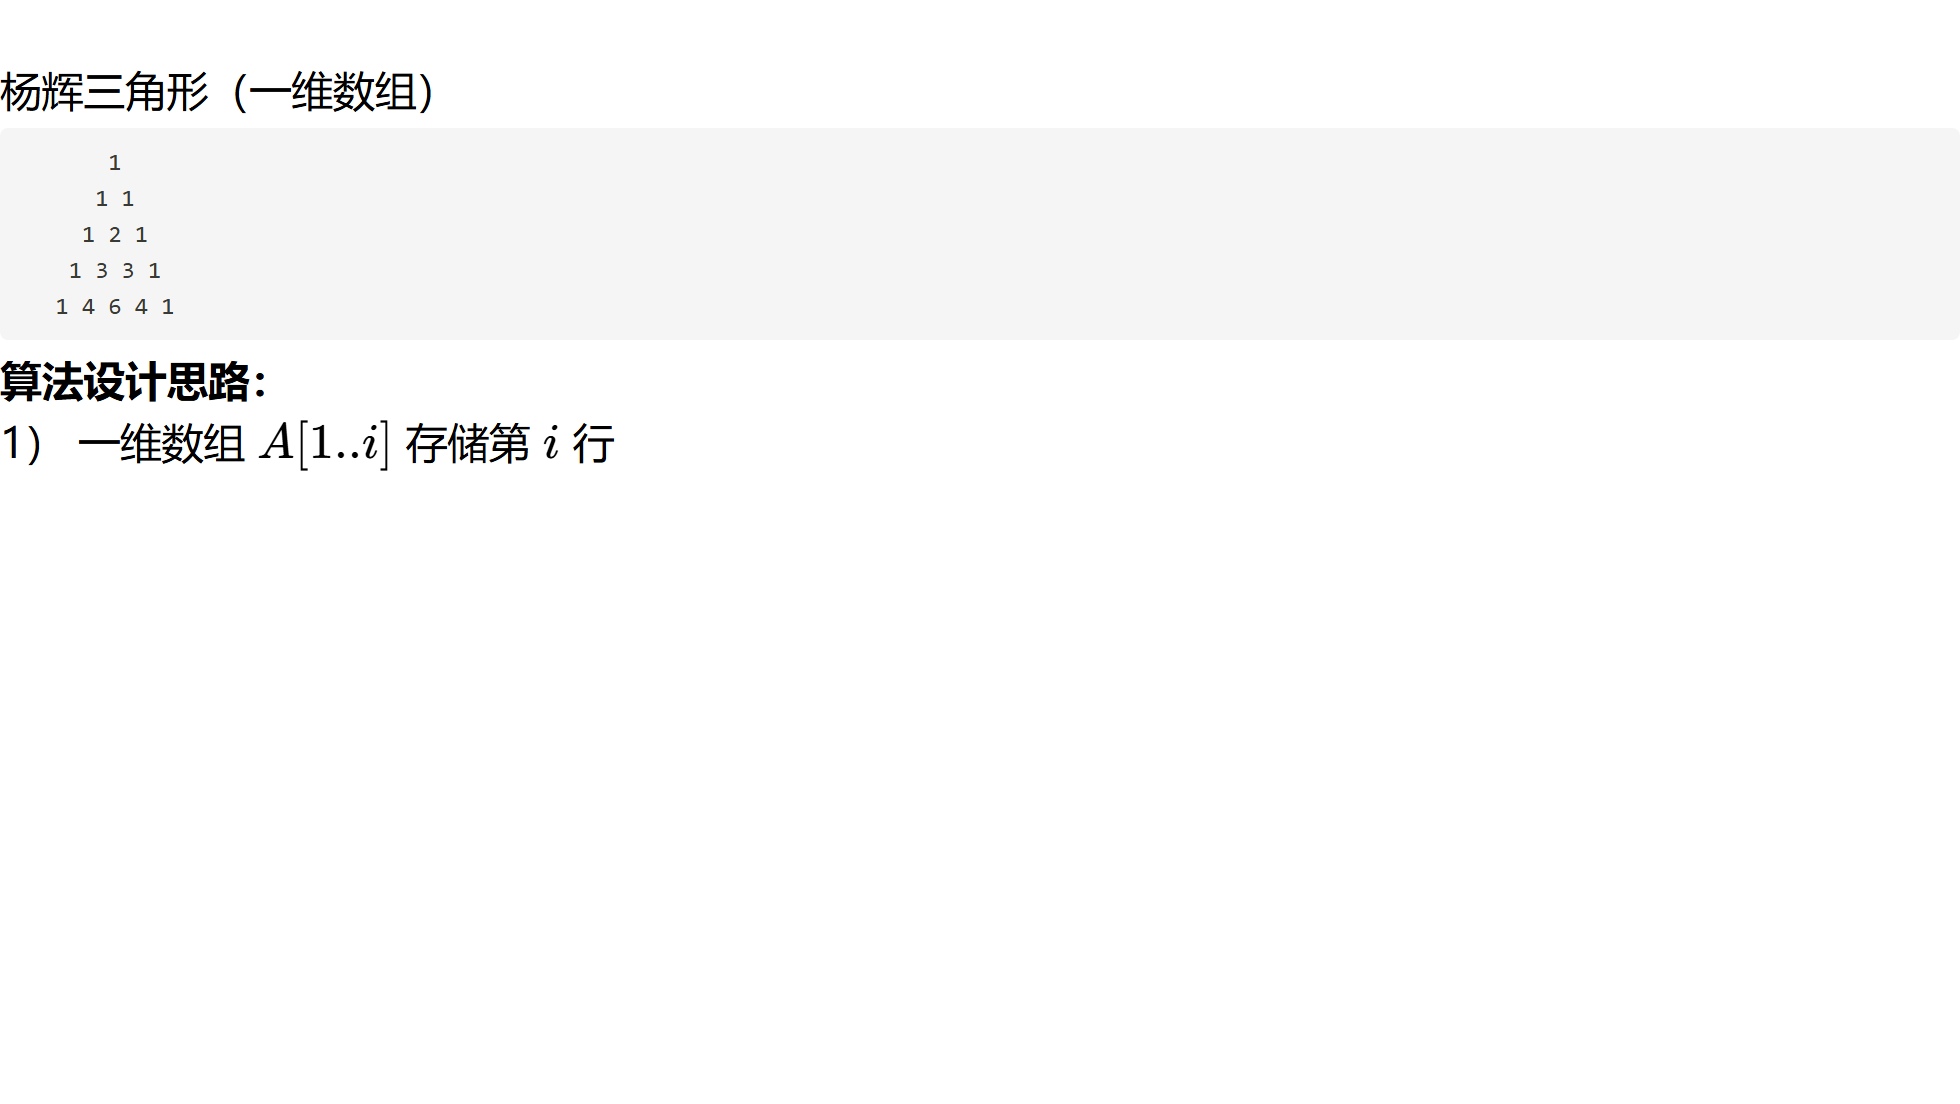 杨辉三角形（一维数组）
1
1 1
1 2 1
1 3 3 1
1 4 6 4 1
算法设计思路：
1） 一维数组 A[1..i] 存储第 i 行